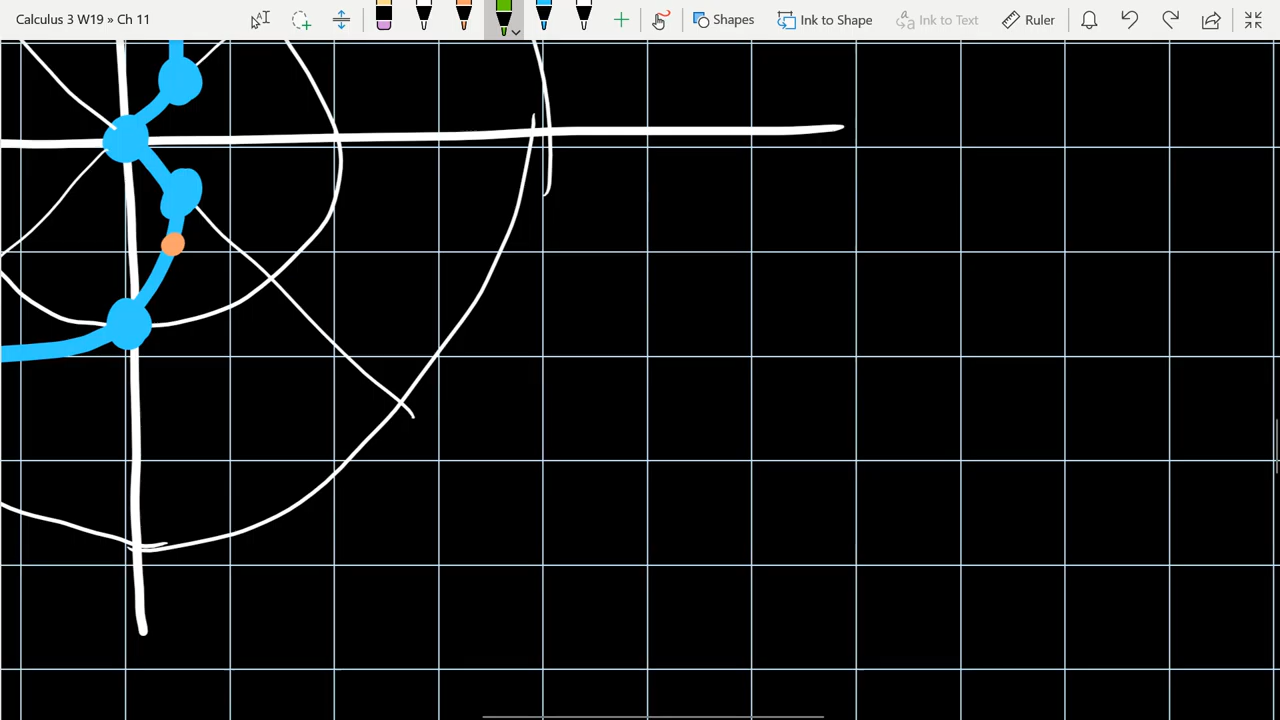 Calculus 3 W19 » Ch 11
Shapes
Ink to Shape
Ink to Text
Ruler